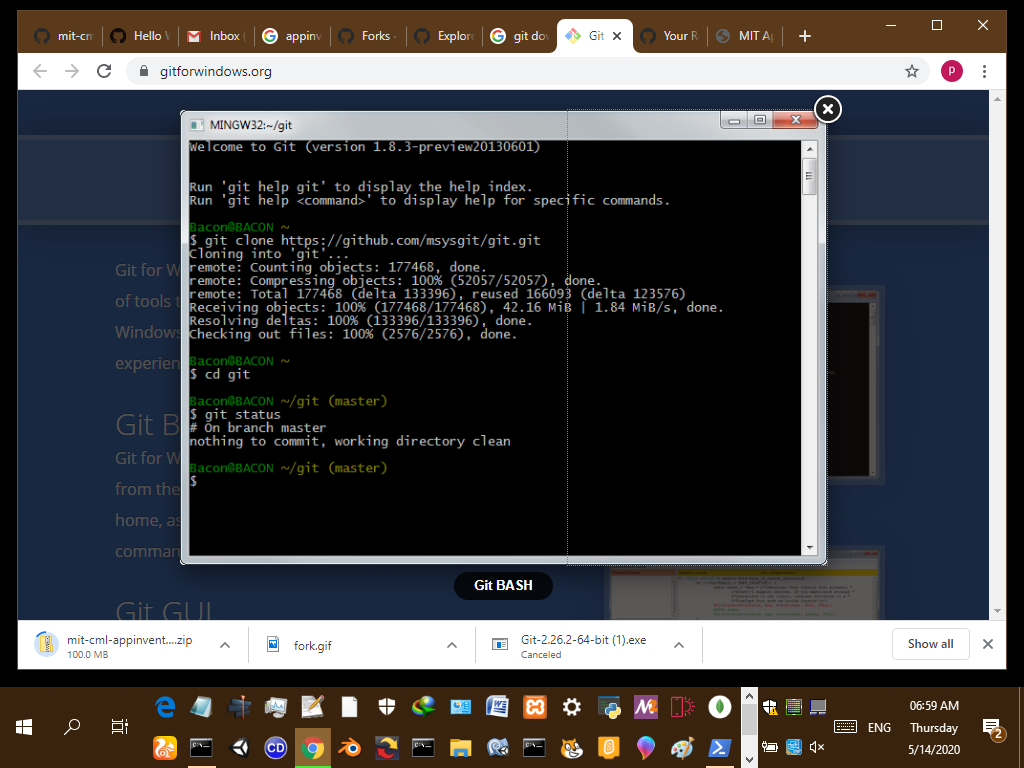 mit-cm
Hello
Inbox
appinv
Forks
Explore
git do
Git
Your R
MIT A
gitforwindows.org
P
MINGW32:~/git
Welcome to Git (version 1.8.3-preview20130601)
Run 'git help git' to display the help index.
Run 'git help <command>' to display help for specific commands.
Bacon@BACON ~
$ git clone https://github.com/msysgit/git.git
Cloning into 'git'...
remote: Counting objects: 177468, done.
remote: Compressing objects: 100% (52057/52057), done.
remote: Total 177468 (delta 133396), reused 166093 (delta 123576)
Receiving objects: 100% (177468/177468), 42.16 MiB | 1.84 MiB/s, done.
Resolving deltas: 100% (133396/133396), done.
Checking out files: 100% (2576/2576), done.
Bacon@BACON ~
$ cd git
Bacon@BACON ~/git (master)
$ git status
# On branch master
nothing to commit, working directory clean
Bacon@BACON ~/git (master)
$
Git for W
of tools t
Windows
experien
Git B
Git for W
from the
home, as
comman
Git GUI
Git BASH
mit-cml-appinvent....zip
100.0 MB
fork.gif
Git-2.26.2-64-bit (1).exe
Canceled
Show all
CD
ENG
06:59 AM
Thursday
5/14/2020
2